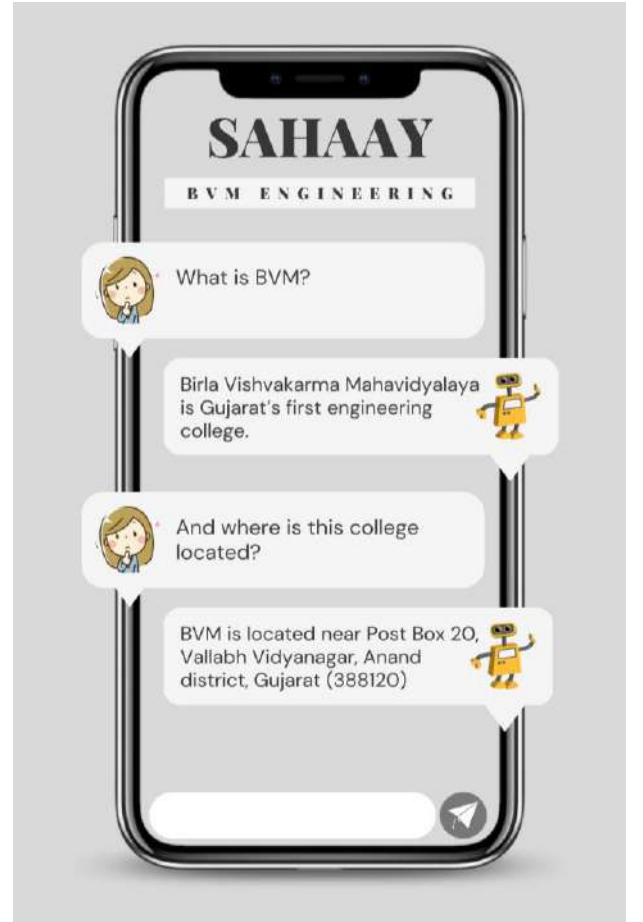 SAHAAY
BVM ENGINEERING
What is BVM?
Birla Vishvakarma Mahavidyalaya
is Gujarat's first engineering
college.
And where is this college
located?
BVM is located near Post Box 20,
Vallabh Vidyanagar, Anand
district, Gujarat (388120)